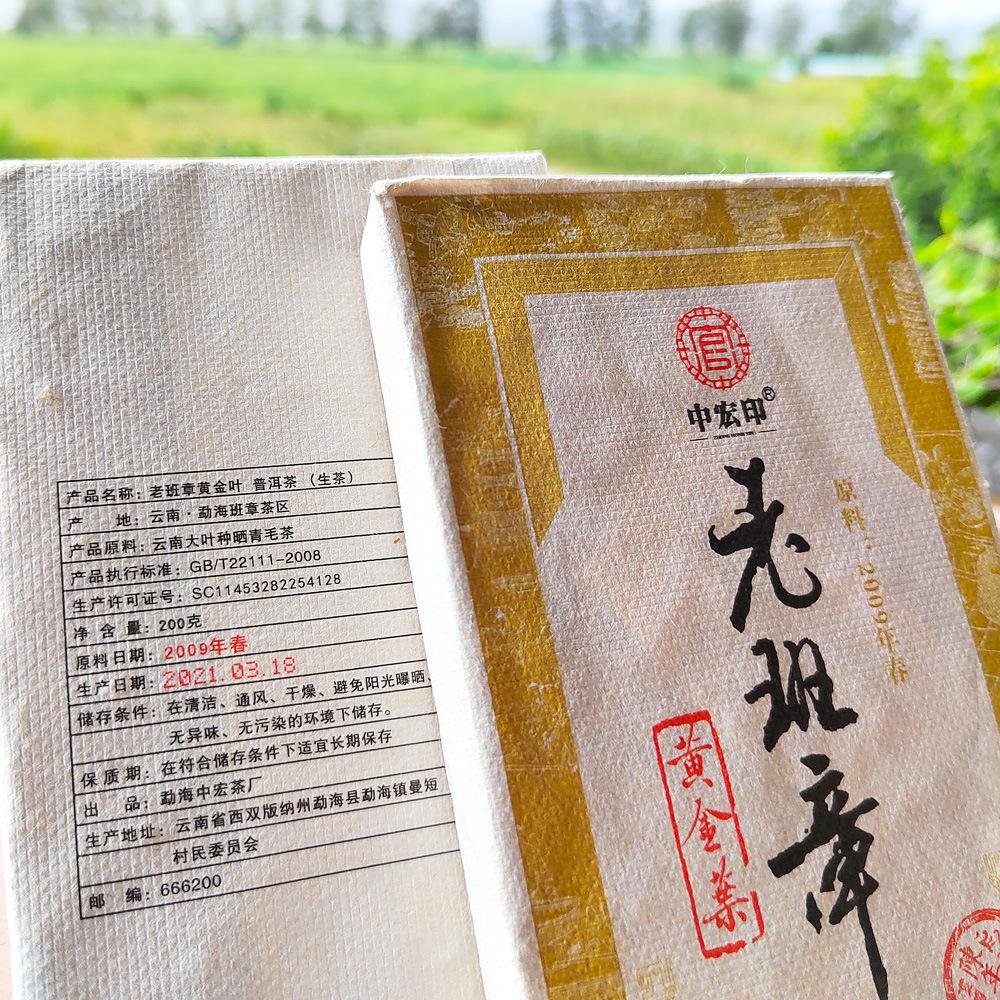 产品名称：老班章黄金叶 普洱茶（生茶）
产 地：云南·勐海班章茶区
产品原料：云南大叶种晒青毛茶
产品执行标准：GB/T22111-2008
生产许可证号：SC11453282254128
净 含 量：200克
原料日期：2009年春
生产日期：2021.03.18
储存条件：在清洁、通风、干燥、避免阳光曝晒、
无异味、无污染的环境下储存。
保 质 期：在符合储存条件下适宜长期保存
出 品：勐海中宏茶厂
生产地址：云南省西双版纳州勐海县勐海镇曼短
村民委员会
邮 编：666200
官
中宏印®
老班章
原料：2009年春
黄金葉
陳